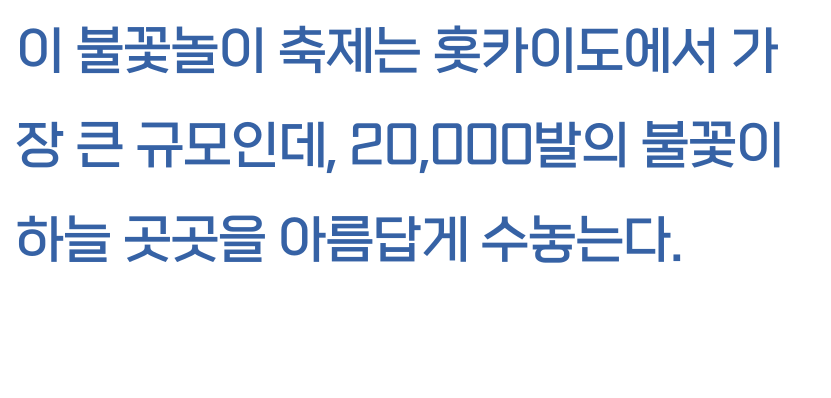 이 불꽃놀이 축제는 홋카이도에서 가
장 큰 규모인데, 20,000발의 불꽃이
하늘 곳곳을 아름답게 수놓는다.